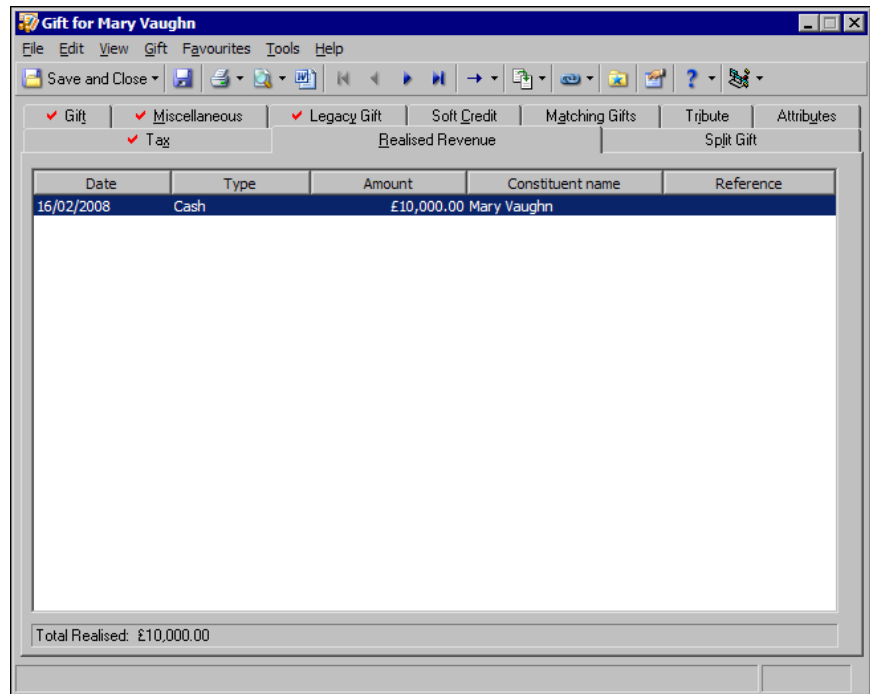 Gift for Mary Vaughn
File Edit View Gift Favourites Tools Help
Save and Close
Gift Miscellaneous Legacy Gift Soft Credit Matching Gifts Tribute Attributes
Tax Realised Revenue Split Gift
Date Type Amount Constituent name Reference
16/02/2008 Cash £10,000.00 Mary Vaughn
Total Realised: £10,000.00